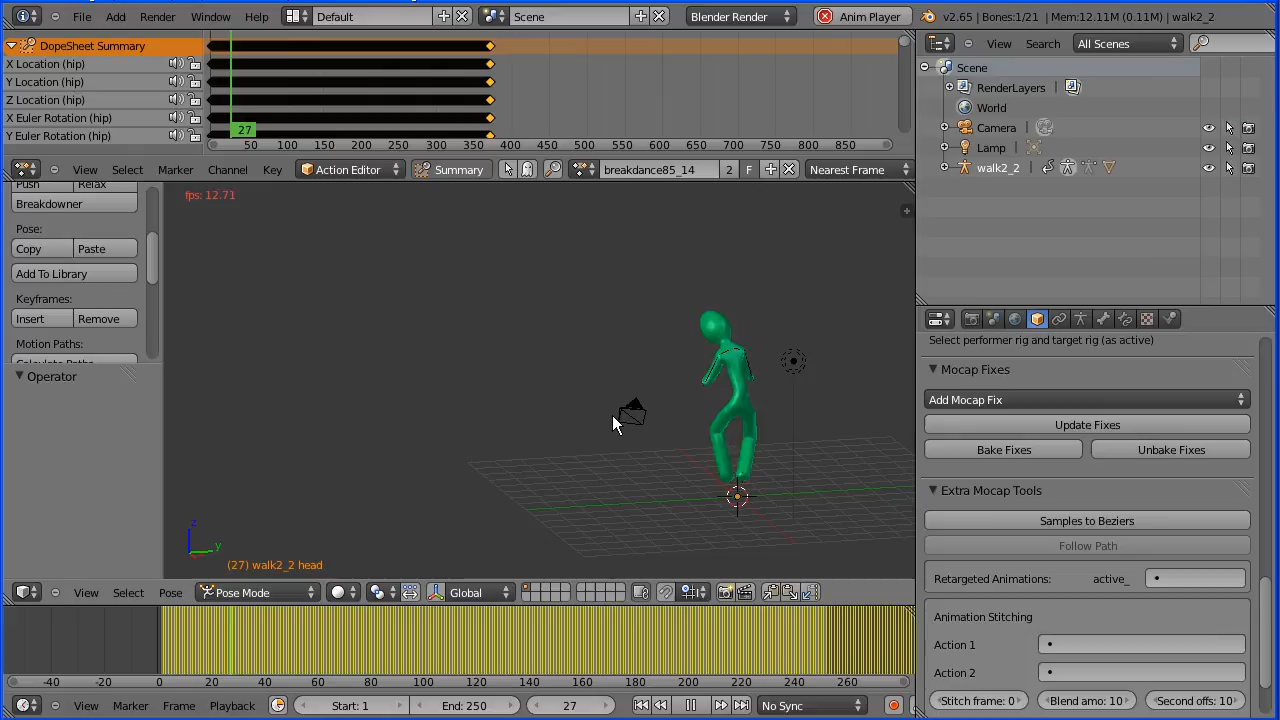 File Add Render Window Help Default Scene Blender Render Anim Player v2.65 | Bones:1/21 | Mem:12.11M (0.11M) | walk2_2
DopeSheet Summary
X Location (hip)
Y Location (hip)
Z Location (hip)
X Euler Rotation (hip)
Y Euler Rotation (hip)
27
50 100 150 200 250 300 350 400 450 500 550 600 650 700 750 800 850
View Select Marker Channel Key Action Editor Summary breakdance85_14 2 F Nearest Frame
View Search All Scenes
Scene
RenderLayers
World
Camera
Lamp
walk2_2
Push Relax
Breakdowner
Pose:
Copy Paste
Add To Library
Keyframes:
Insert Remove
Motion Paths:
Operator
fps: 12.71
z
y
(27) walk2_2 head
View Select Pose Pose Mode Global
Select performer rig and target rig (as active)
Mocap Fixes
Add Mocap Fix
Update Fixes
Bake Fixes Unbake Fixes
Extra Mocap Tools
Samples to Beziers
Follow Path
Retargeted Animations: active_
Animation Stitching
Action 1
Action 2
Stitch frame: 0 Blend amo: 10 Second offs: 10
-40 -20 0 20 40 60 80 100 120 140 160 180 200 220 240 260
View Marker Frame Playback Start: 1 End: 250 27 No Sync